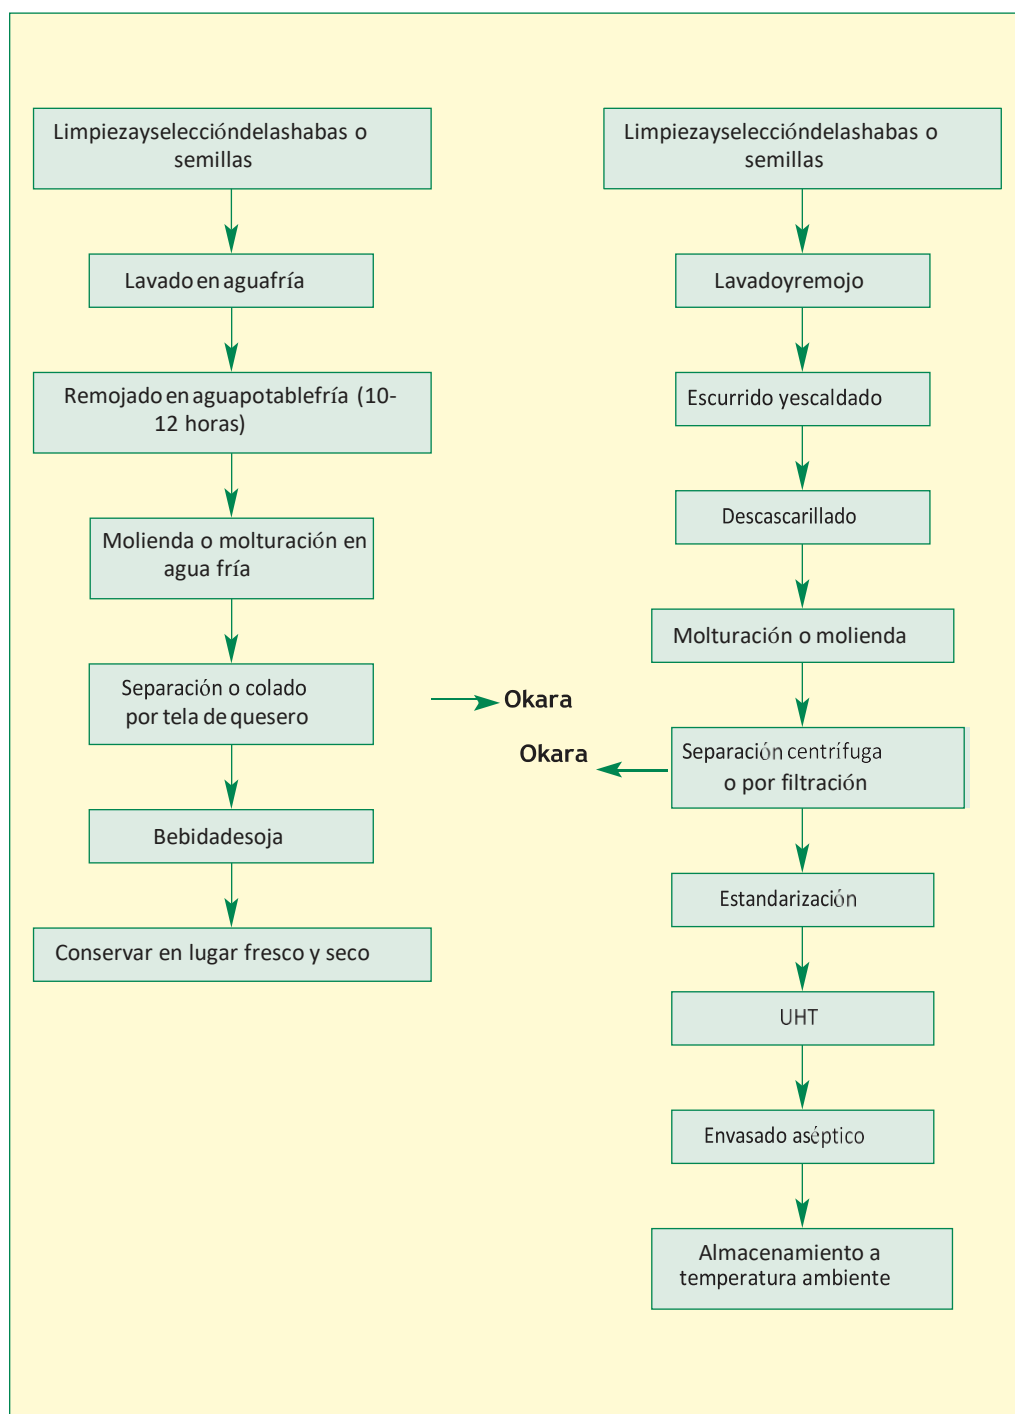 Limpiezayseleccióndelashabas o
semillas
Lavado en aguafría
Remojado en aguapotablefría (10-
12 horas)
Molienda o molturación en
agua fría
Separación o colado
por tela de quesero
Okara
Bebidadesoja
Conservar en lugar fresco y seco
Limpiezayseleccióndelashabas o
semillas
Lavadoyremojo
Escurrido yescaldado
Descascarillado
Molturación o molienda
Separación centrífuga
o por filtración
Okara
Estandarización
UHT
Envasado aséptico
Almacenamiento a
temperatura ambiente